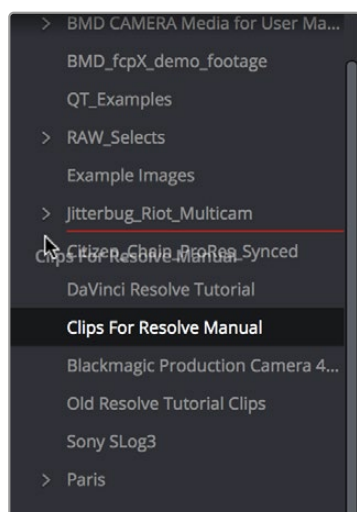 BMD CAMERA Media for User Ma...
BMD_fcpX_demo_footage
QT_Examples
RAW_Selects
Example Images
Jitterbug_Riot_Multicam
Citizen_Chain_ProRes_Synced
Clips For Resolve Manual
DaVinci Resolve Tutorial
Clips For Resolve Manual
Blackmagic Production Camera 4...
Old Resolve Tutorial Clips
Sony SLog3
Paris